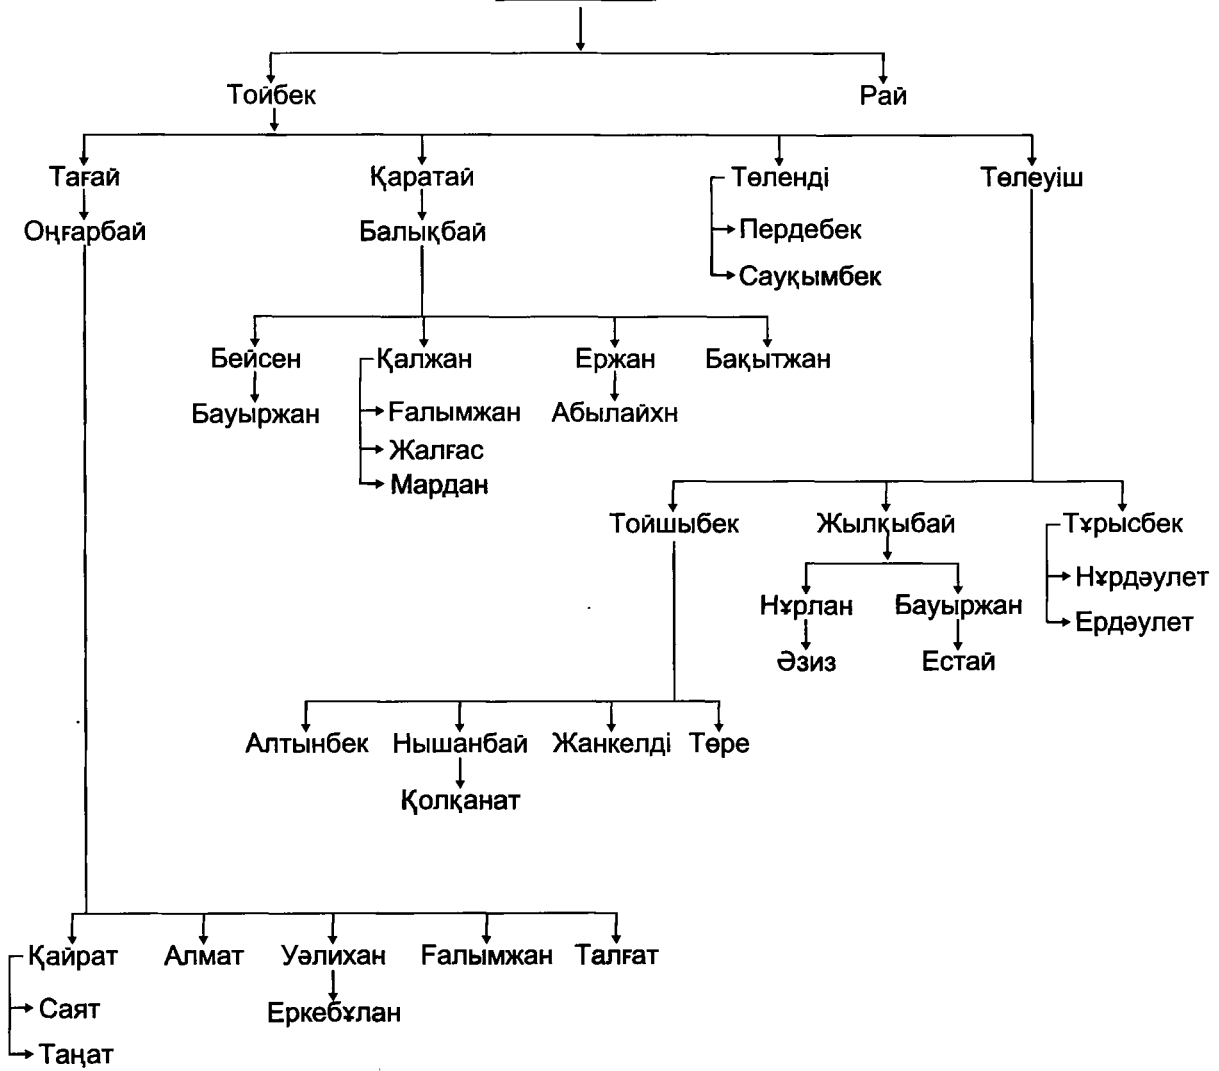 Тойбек Рай
Тағай Қаратай Төленді Төлеуіш
Оңғарбай Балықбай Пердебек
Сауқымбек
Бейсен Қалжан Ержан Бақытжан
Бауыржан Ғалымжан Абылайхн
Жалғас
Мардан
Тойшыбек Жылқыбай Тұрысбек
Нұрдәулет
Нұрлан Бауыржан Ердәулет
Әзиз Естай
Алтынбек Нышанбай Жанкелді Төре
Қолқанат
Қайрат Алмат Уәлихан Ғалымжан Талғат
Саят Еркебұлан
Таңат